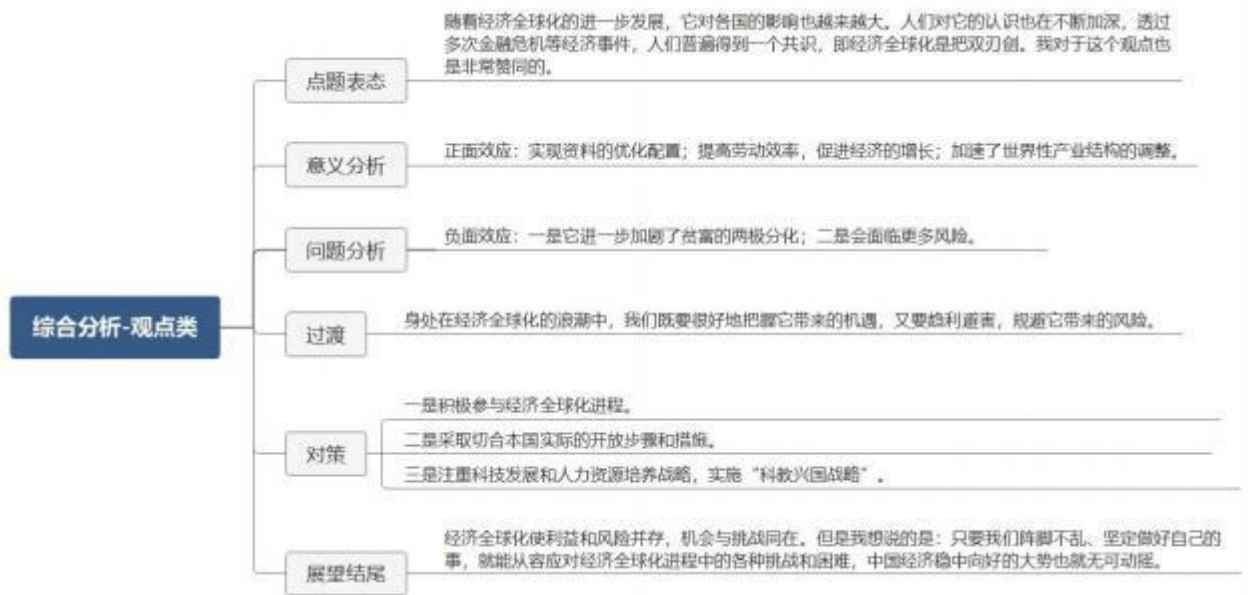 随着经济全球化的进一步发展，它对各国的影响也越来越大。人们对它的认识也在不断加深，透过
多次金融危机等经济事件，人们普遍得到一个共识，即经济全球化是把双刃创。我对于这个观点也
是非常赞同的。
点题表态
正面效应：实现资料的优化配置；提高劳动效率，促进经济的增长；加速了世界性产业结构的调整。
意义分析
负面效应：一是它进一步加剧了贫富的两极分化；二是会面临更多风险。
问题分析
综合分析-观点类
身处在经济全球化的浪潮中，我们既要很好地把握它带来的机遇，又要趋利避害，规避它带来的风险。
过渡
一是积极参与经济全球化进程。
二是采取切合本国实际的开放步骤和措施。
对策
三是注重科技发展和人力资源培养战略，实施“科教兴国战略”。
经济全球化使利益和风险并存，机会与挑战同在。但是我想说的是：只要我们阵脚不乱、坚定做好自己的
事，就能从容应对经济全球化进程中的各种挑战和困难，中国经济稳中向好的大势也就无可动摇。
展望结尾